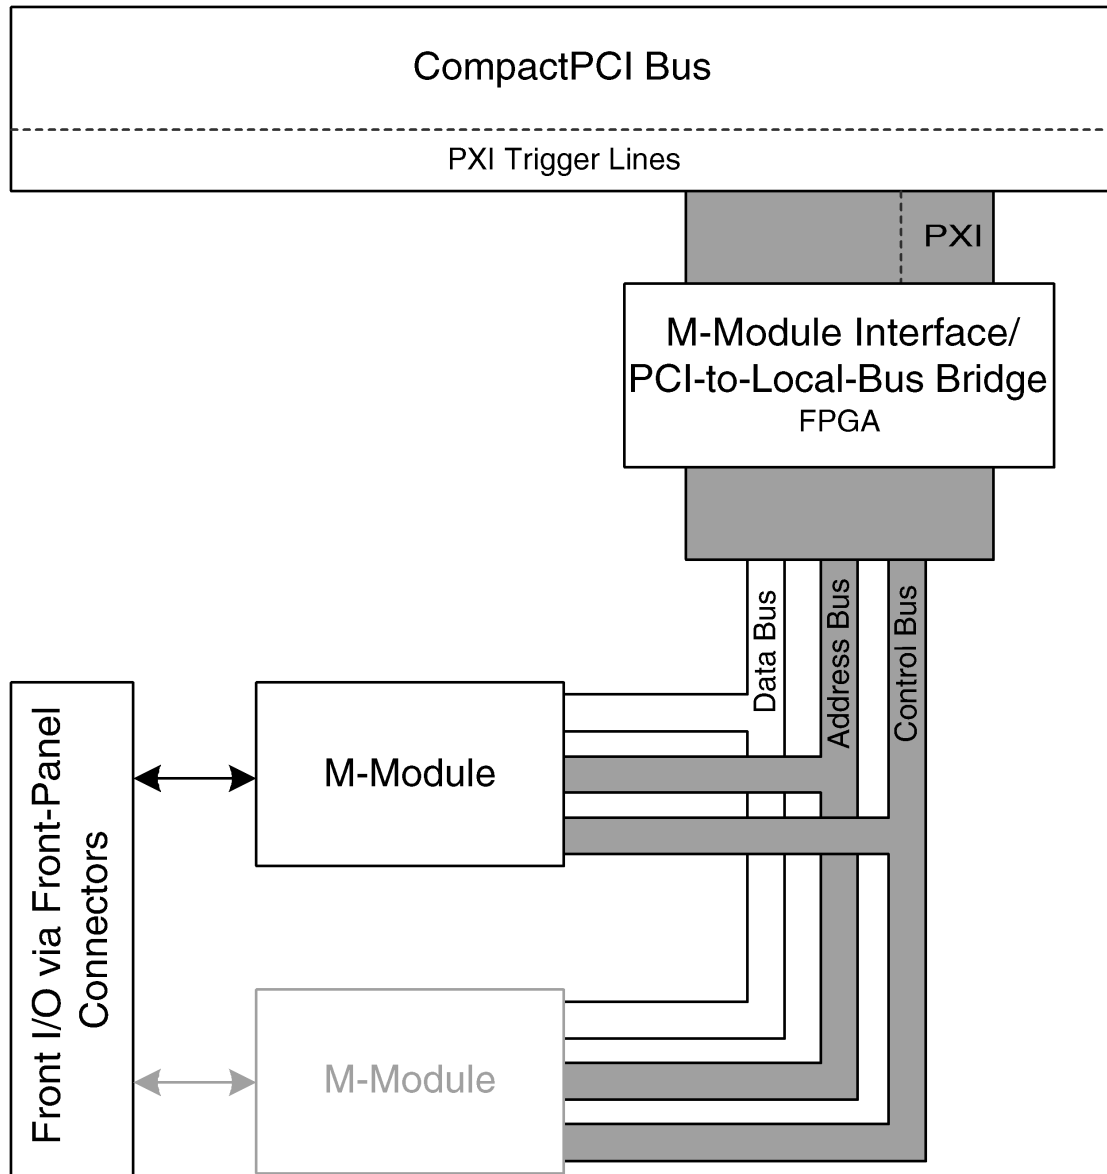 CompactPCI Bus
PXI Trigger Lines
PXI
M-Module Interface/
PCI-to-Local-Bus Bridge
FPGA
Data Bus
Address Bus
Control Bus
Front I/O via Front-Panel
Connectors
M-Module
M-Module